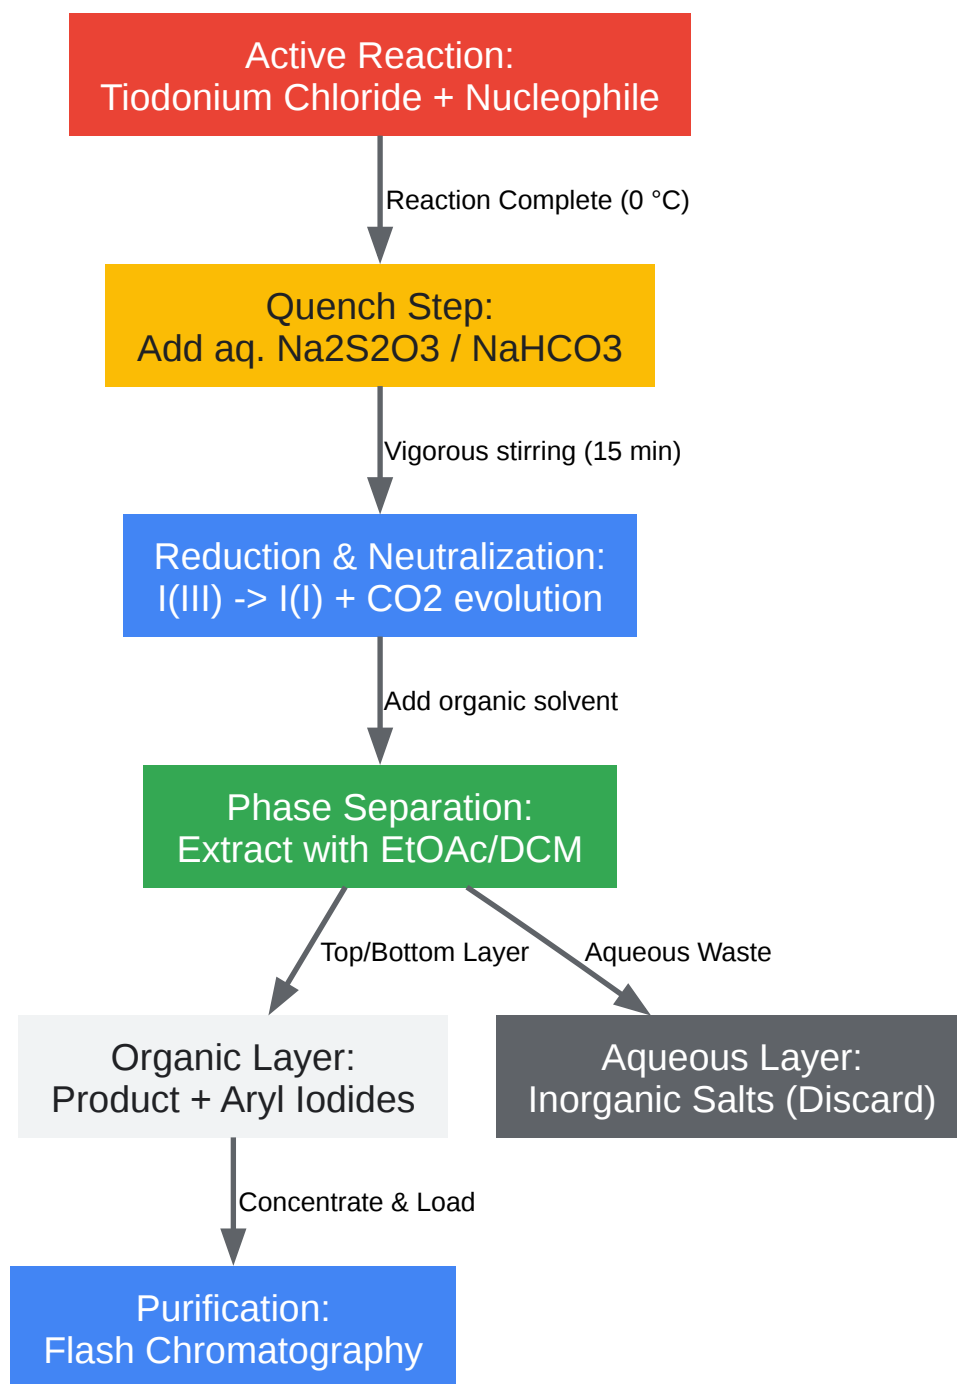 Active Reaction:
Tiodonium Chloride + Nucleophile
Reaction Complete (0 °C)
Quench Step:
Add aq. Na2S2O3 / NaHCO3
Vigorous stirring (15 min)
Reduction & Neutralization:
I(III) -> I(I) + CO2 evolution
Add organic solvent
Phase Separation:
Extract with EtOAc/DCM
Top/Bottom Layer
Aqueous Waste
Organic Layer:
Product + Aryl Iodides
Aqueous Layer:
Inorganic Salts (Discard)
Concentrate & Load
Purification:
Flash Chromatography